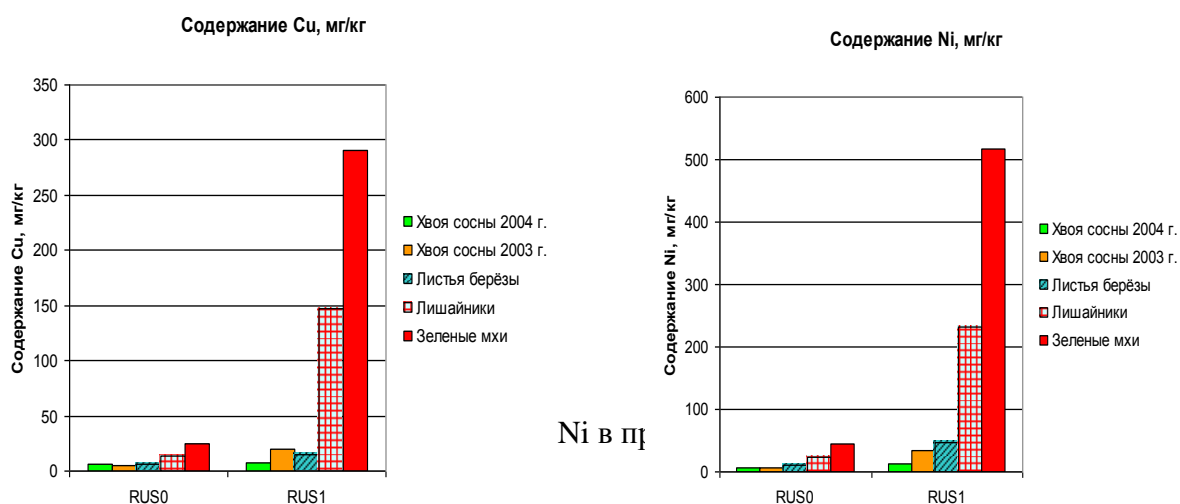 Содержание Cu, мг/кг
350
300
250
200
150
100
50
0
Содержание Cu, мг/кг
RUS0 RUS1
Хвоя сосны 2004 г.
Хвоя сосны 2003 г.
Листья берёзы
Лишайники
Зеленые мхи
Ni в
Содержание Ni, мг/кг
600
500
400
300
200
100
0
Содержание Ni, мг/кг
RUS0 RUS1
Хвоя сосны 2004 г.
Хвоя сосны 2003 г.
Листья берёзы
Лишайники
Зеленые мхи